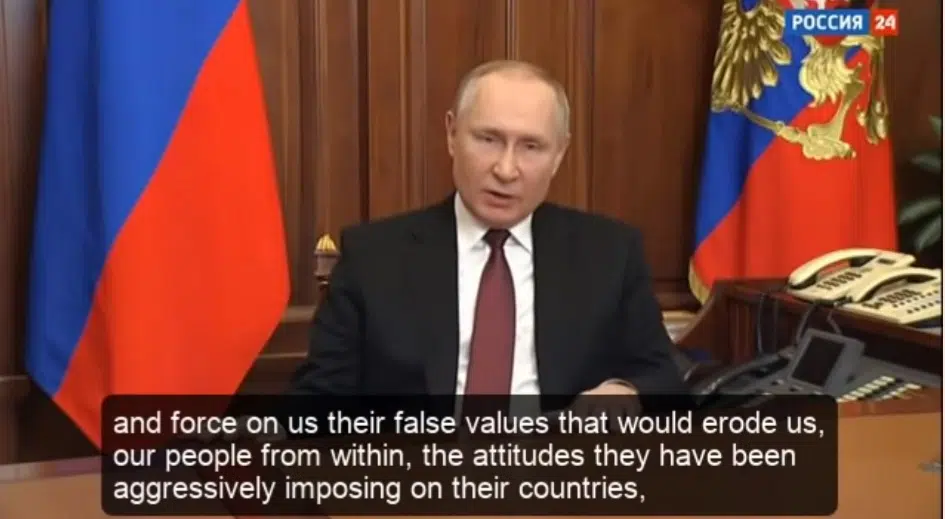 РОССИЯ 24
and force on us their false values that would erode us,
our people from within, the attitudes they have been
aggressively imposing on their countries,